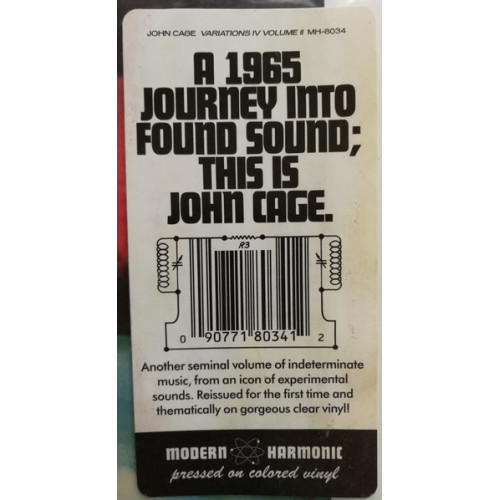 JOHN CAGE VARIATIONS IV VOLUME II MH-8034
A 1965
JOURNEY INTO
FOUND SOUND;
THIS IS
JOHN CAGE.
R3
0 90771 80341 2
Another seminal volume of indeterminate
music, from an icon of experimental
sounds. Reissued for the first time and
thematically on gorgeous clear vinyl!
MODERN HARMONIC
pressed on colored vinyl